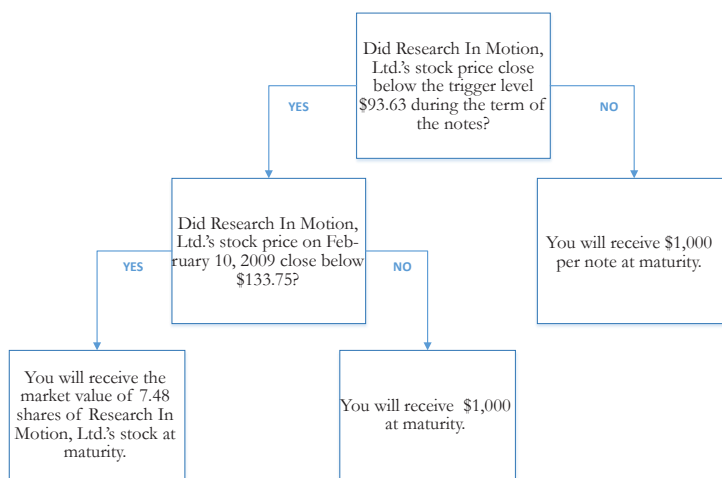 Did Research In Motion,
Ltd.'s stock price close
below the trigger level
$93.63 during the term of
the notes?
YES
NO
Did Research In Motion,
Ltd.'s stock price on Feb-
ruary 10, 2009 close below
$133.75?
You will receive $1,000
per note at maturity.
YES
NO
You will receive the
market value of 7.48
shares of Research In
Motion, Ltd.'s stock at
maturity.
You will receive $1,000
at maturity.